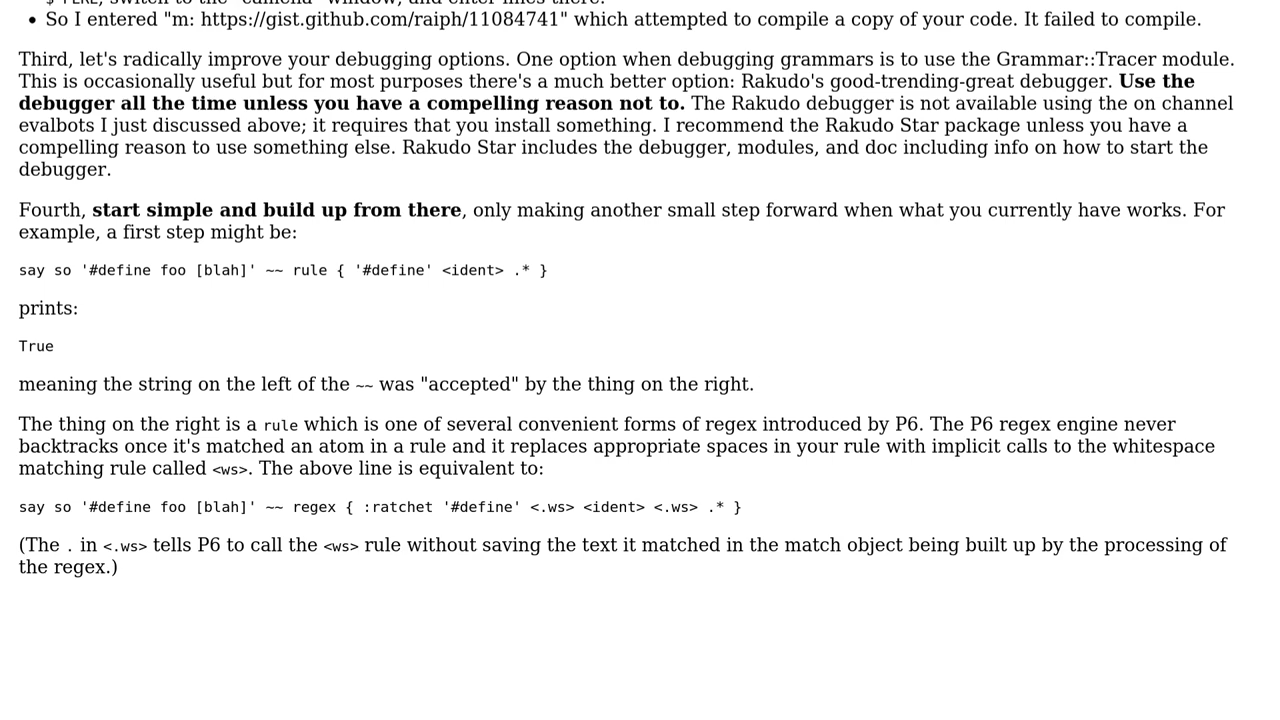 • So I entered "m: https://gist.github.com/raiph/11084741" which attempted to compile a copy of your code. It failed to compile.
Third, let's radically improve your debugging options. One option when debugging grammars is to use the Grammar::Tracer module.
This is occasionally useful but for most purposes there's a much better option: Rakudo's good-trending-great debugger. Use the
debugger all the time unless you have a compelling reason not to. The Rakudo debugger is not available using the on channel
evalbots I just discussed above; it requires that you install something. I recommend the Rakudo Star package unless you have a
compelling reason to use something else. Rakudo Star includes the debugger, modules, and doc including info on how to start the
debugger.
Fourth, start simple and build up from there, only making another small step forward when what you currently have works. For
example, a first step might be:
say so '#define foo [blah]' ~~ rule { '#define' <ident> .* }
prints:
True
meaning the string on the left of the ~~ was "accepted" by the thing on the right.
The thing on the right is a rule which is one of several convenient forms of regex introduced by P6. The P6 regex engine never
backtracks once it's matched an atom in a rule and it replaces appropriate spaces in your rule with implicit calls to the whitespace
matching rule called <ws>. The above line is equivalent to:
say so '#define foo [blah]' ~~ regex { :ratchet '#define' <.ws> <ident> <.ws> .* }
(The . in <.ws> tells P6 to call the <ws> rule without saving the text it matched in the match object being built up by the processing of
the regex.)